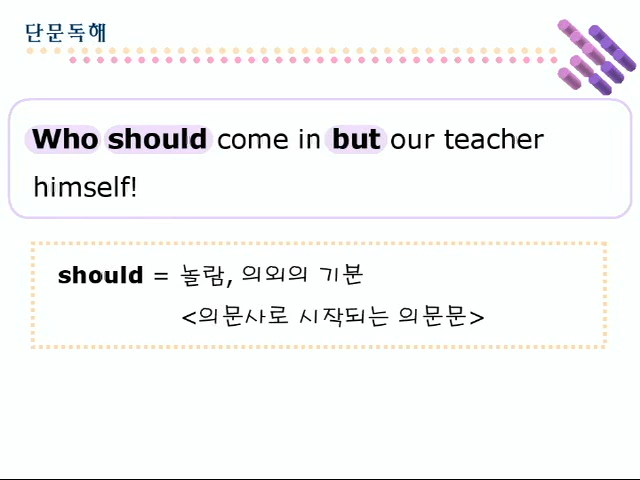 단문독해
Who should come in but our teacher
himself!
should = 놀람, 의외의 기분
<의문사로 시작되는 의문문>